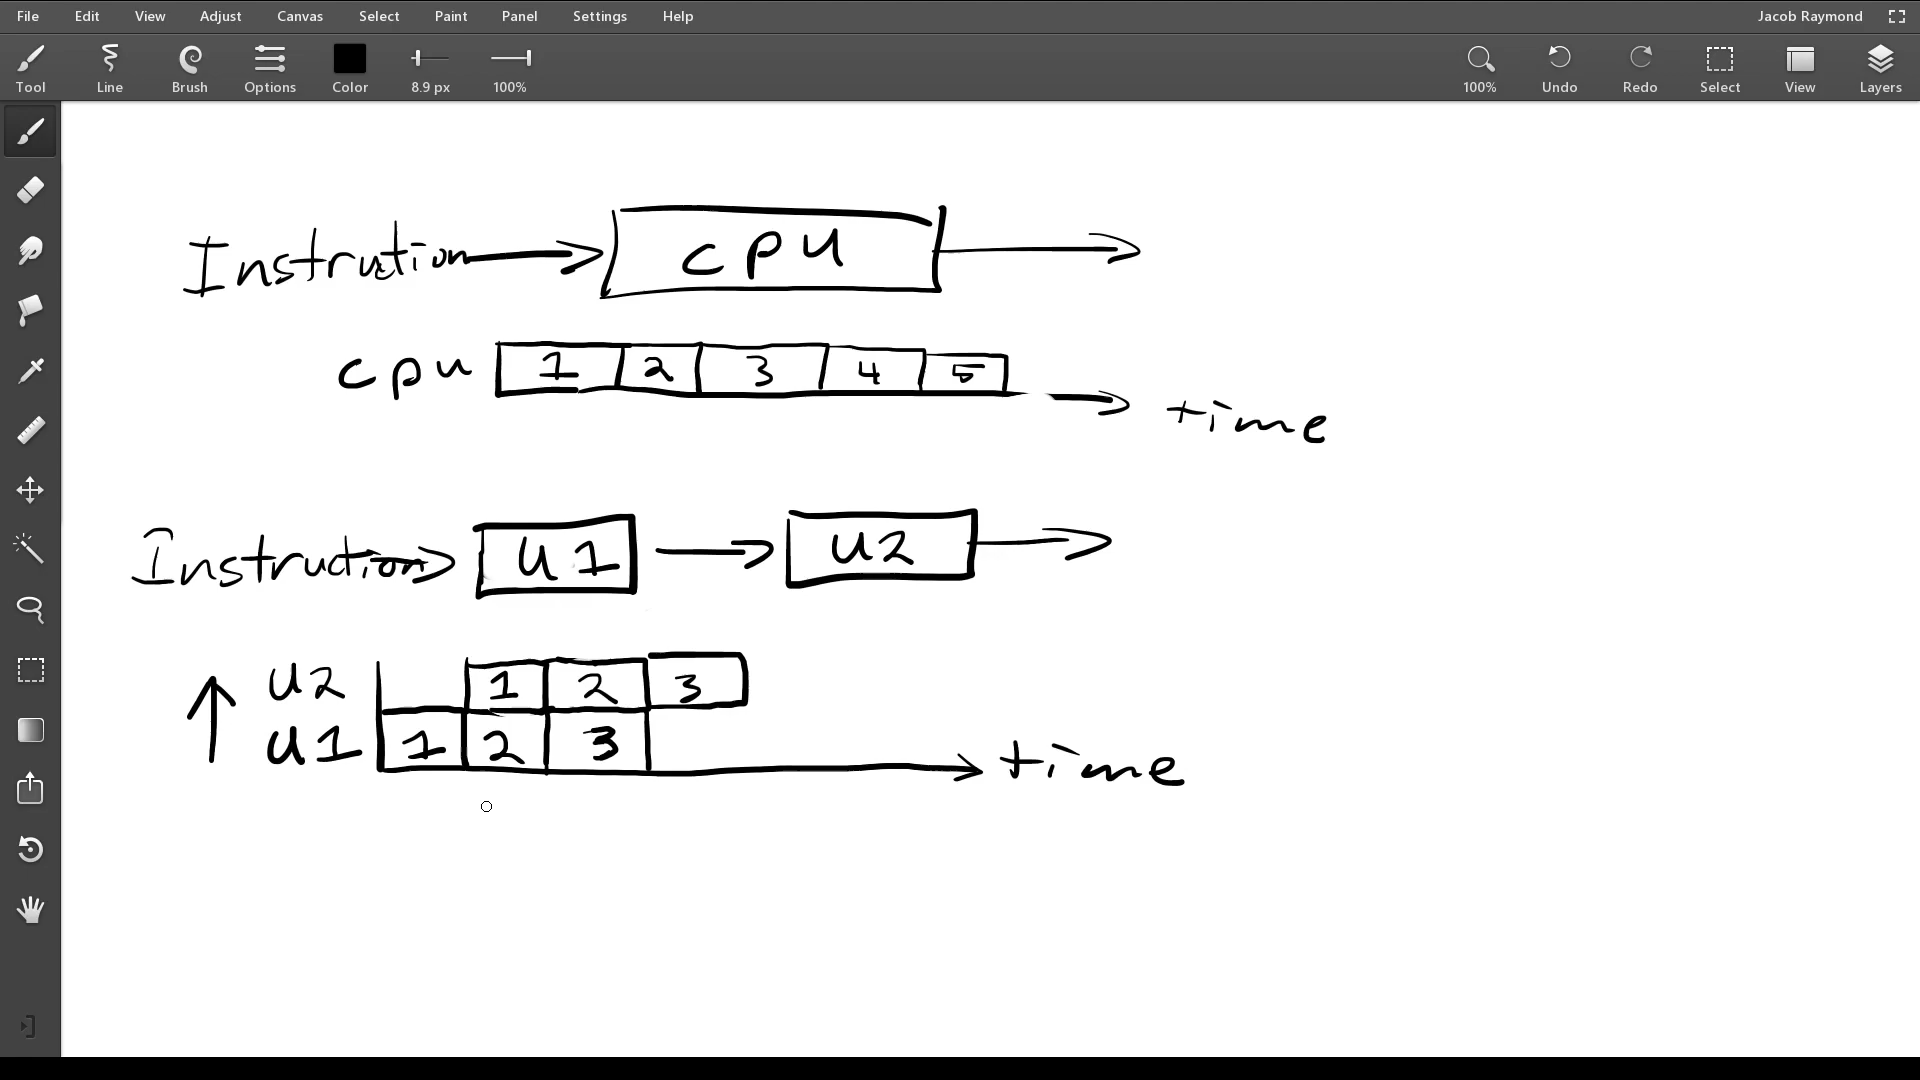 File Edit View Adjust Canvas Select Paint Panel Settings Help Jacob Raymond
Tool Line Brush Options Color 8.9 px 100% 100% Undo Redo Select View Layers
Instrution cpu
cpu 1 2 3 4 5
time
Instruction u1 u2
u2 1 2 3
u1 1 2 3
time